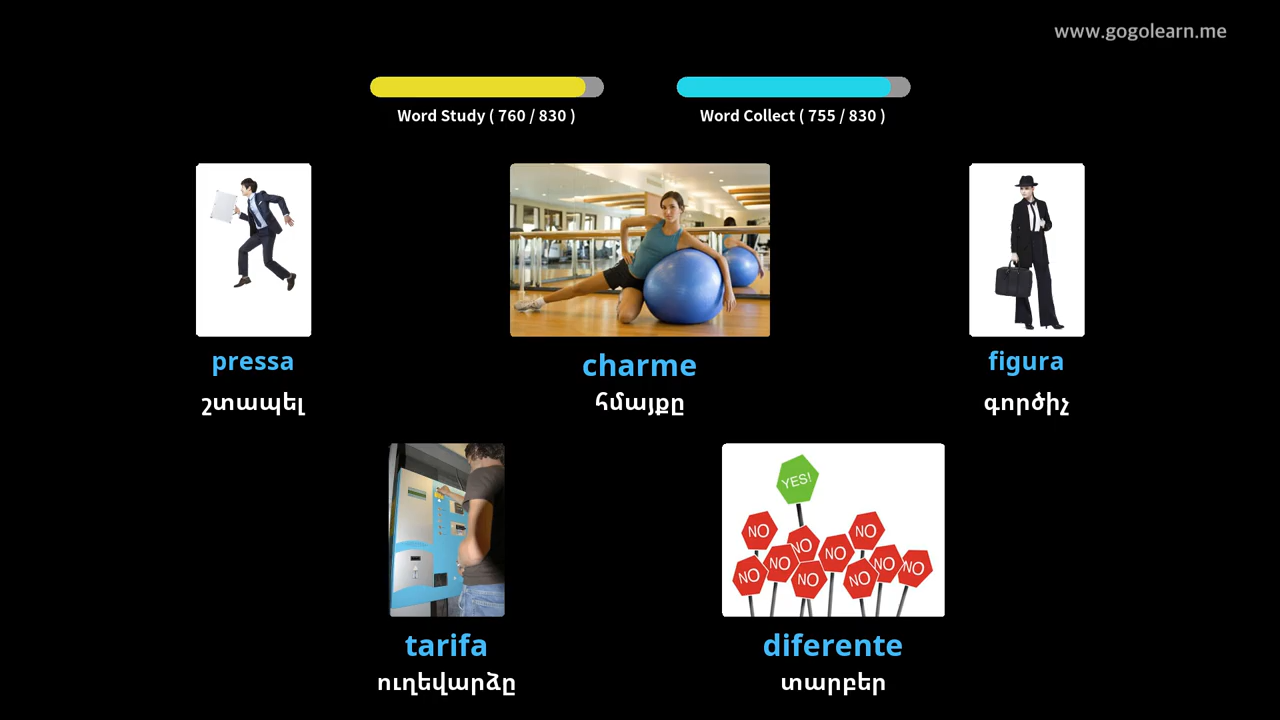 www.gogolearn.me
Word Study ( 760 / 830 )
Word Collect ( 755 / 830 )
pressa
շտապել
charme
հմայքը
figura
գործիչ
YES!
NO
NO
NO
NO
NO
NO
NO
NO
NO
NO
tarifa
ուղեվարձը
diferente
տարբեր